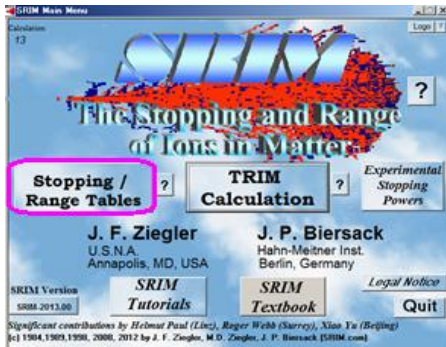 SRIM Main Menu
Calculation
13
Logo
SRIM
?
The Stopping and Range
of Ions in Matter
Stopping /
Range Tables
?
TRIM
Calculation
?
Experimental
Stopping
Powers
J. F. Ziegler
U.S.N.A.
Annapolis, MD, USA
J. P. Biersack
Hahn-Meitner Inst.
Berlin, Germany
SRIM Version
SRIM-2013.00
SRIM
Tutorials
SRIM
Textbook
Legal Notice
Quit
Significant contributions by Helmut Paul (Linz), Roger Webb (Surrey), Xiao Yu (Beijing)
(c) 1984,1989,1998, 2008, 2012 by J. F. Ziegler, M.D. Ziegler, J. P. Biersack (SRIM.com)